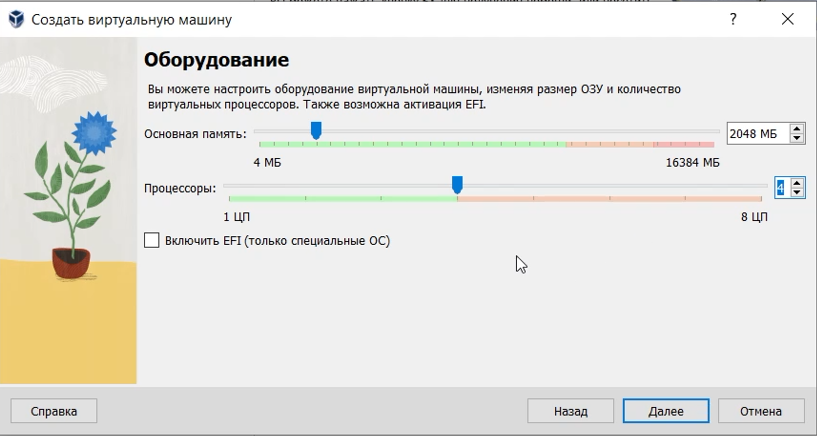 Создать виртуальную машину
?
Оборудование
Вы можете настроить оборудование виртуальной машины, изменяя размер ОЗУ и количество
виртуальных процессоров. Также возможна активация EFI.
Основная память:
2048 МБ
4 МБ
16384 МБ
Процессоры:
4
1 ЦП
8 ЦП
Включить EFI (только специальные ОС)
Справка
Назад
Далее
Отмена